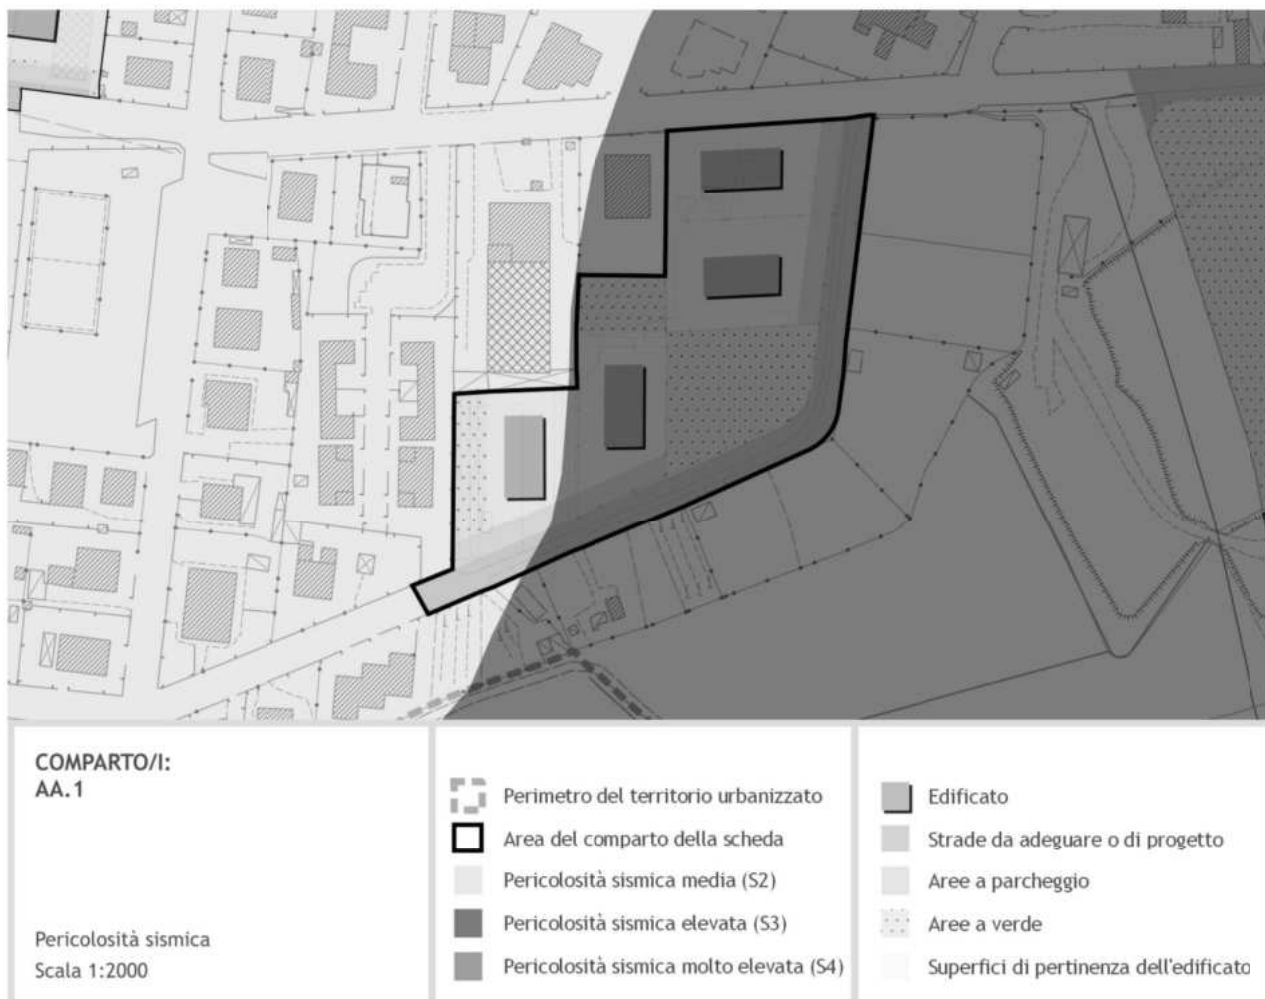 COMPARTO/I:
AA.1
Pericolosità sismica
Scala 1:2000
Perimetro del territorio urbanizzato
Area del comparto della scheda
Pericolosità sismica media (S2)
Pericolosità sismica elevata (S3)
Pericolosità sismica molto elevata (S4)
Edificato
Strade da adeguare o di progetto
Aree a parcheggio
Aree a verde
Superfici di pertinenza dell'edificato